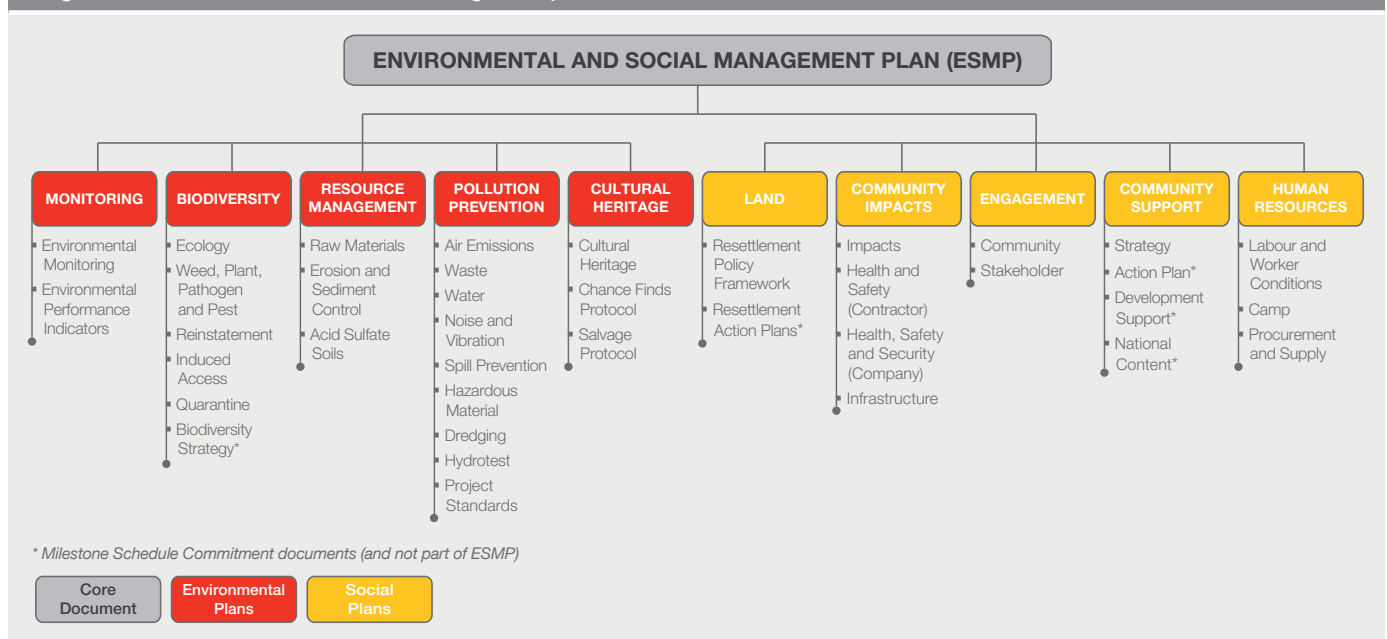 ENVIRONMENTAL AND SOCIAL MANAGEMENT PLAN (ESMP)
MONITORING
Environmental
Monitoring
Environmental
Performance
Indicators
BIODIVERSITY
Ecology
Weed, Plant,
Pathogen
and Pest
Reinstatement
Induced
Access
Quarantine
Biodiversity
Strategy*
RESOURCE
MANAGEMENT
Raw Materials
Erosion and
Sediment
Control
Acid Sulfate
Soils
POLLUTION
PREVENTION
Air Emissions
Waste
Water
Noise and
Vibration
Spill Prevention
Hazardous
Material
Dredging
Hydrotest
Project
Standards
CULTURAL
HERITAGE
Cultural
Heritage
Chance Finds
Protocol
Salvage
Protocol
LAND
Resettlement
Policy
Framework
Resettlement
Action Plans*
COMMUNITY
IMPACTS
Impacts
Health and
Safety
(Contractor)
Health, Safety
and Security
(Company)
Infrastructure
ENGAGEMENT
Community
Stakeholder
COMMUNITY
SUPPORT
Strategy
Action Plan*
Development
Support*
National
Content*
HUMAN
RESOURCES
Labour and
Worker
Conditions
Camp
Procurement
and Supply
* Milestone Schedule Commitment documents (and not part of ESMP)
Core
Document
Environmental
Plans
Social
Plans